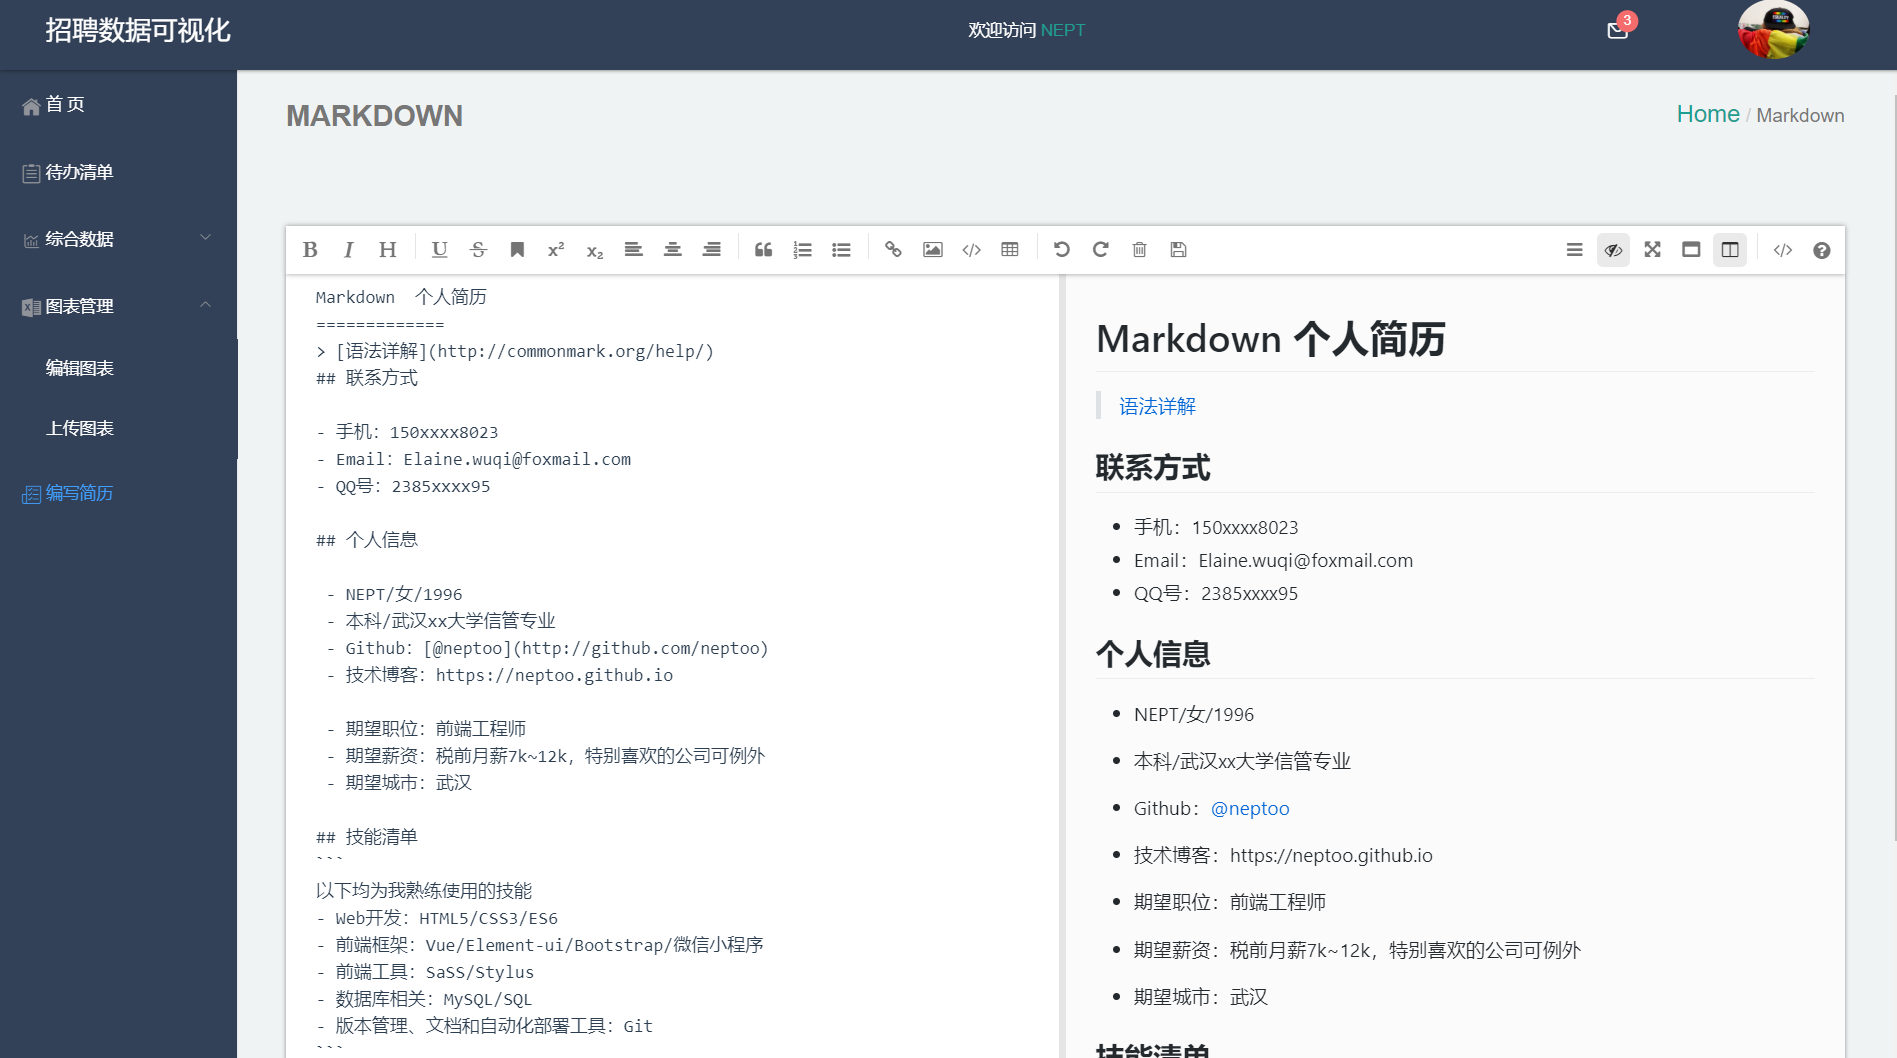 招聘数据可视化
欢迎访问 NEPT
3
首页
待办清单
综合数据
图表管理
编辑图表
上传图表
编写简历
MARKDOWN
Home / Markdown
B I H U S x² x₂
Markdown  个人简历
=============
> [语法详解](http://commonmark.org/help/)
## 联系方式
- 手机：150xxxx8023
- Email：Elaine.wuqi@foxmail.com
- QQ号：2385xxxx95
## 个人信息
- NEPT/女/1996
- 本科/武汉xx大学信管专业
- Github：[@neptoo](http://github.com/neptoo)
- 技术博客：https://neptoo.github.io
- 期望职位：前端工程师
- 期望薪资：税前月薪7k~12k，特别喜欢的公司可例外
- 期望城市：武汉
## 技能清单
```
以下均为我熟练使用的技能
- Web开发：HTML5/CSS3/ES6
- 前端框架：Vue/Element-ui/Bootstrap/微信小程序
- 前端工具：SaSS/Stylus
- 数据库相关：MySQL/SQL
- 版本管理、文档和自动化部署工具：Git
```
Markdown 个人简历
语法详解
联系方式
手机：150xxxx8023
Email：Elaine.wuqi@foxmail.com
QQ号：2385xxxx95
个人信息
NEPT/女/1996
本科/武汉xx大学信管专业
Github：@neptoo
技术博客：https://neptoo.github.io
期望职位：前端工程师
期望薪资：税前月薪7k~12k，特别喜欢的公司可例外
期望城市：武汉
技能清单